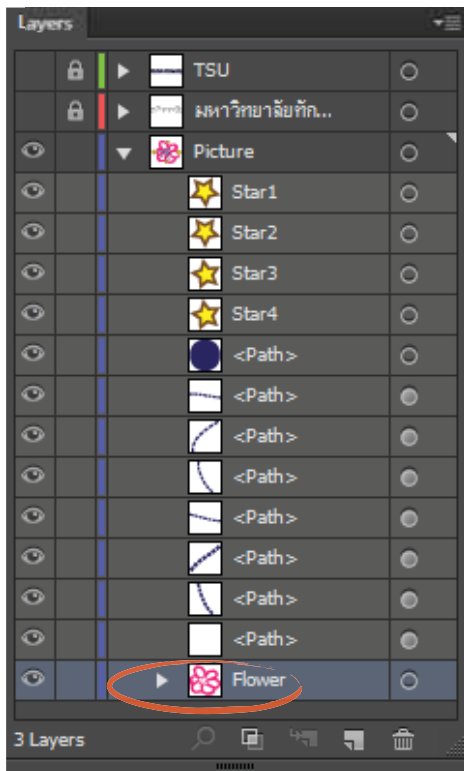 Layers
TSU
มหาวิทยาลัยทัก...
Picture
Star1
Star2
Star3
Star4
<Path>
<Path>
<Path>
<Path>
<Path>
<Path>
<Path>
<Path>
Flower
3 Layers